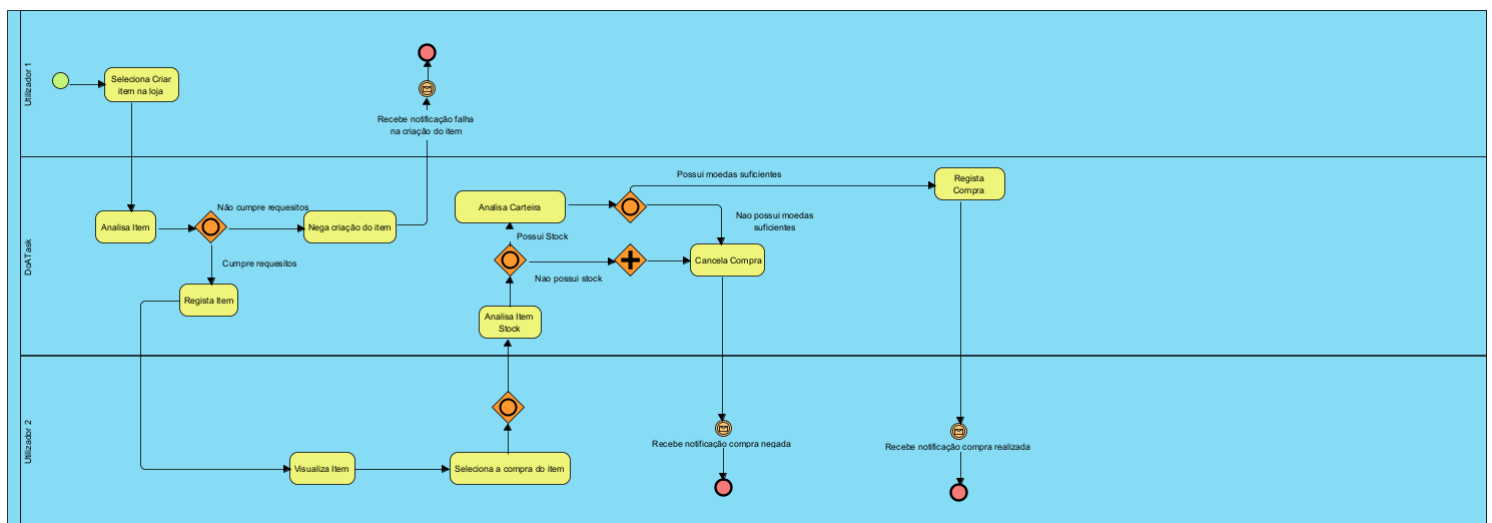 Utilizador 1
Seleciona Criar
item na loja
Recebe notificação falha
na criação do item
DoATask
Analisa Item
Não cumpre requesitos
Nega criação do item
Cumpre requesitos
Regista Item
Analisa Carteira
Possui Stock
Nao possui stock
Analisa Item
Stock
Possui moedas suficientes
Nao possui moedas
suficientes
Cancela Compra
Regista
Compra
Utilizador 2
Visualiza Item
Seleciona a compra do item
Recebe notificação compra negada
Recebe notificação compra realizada